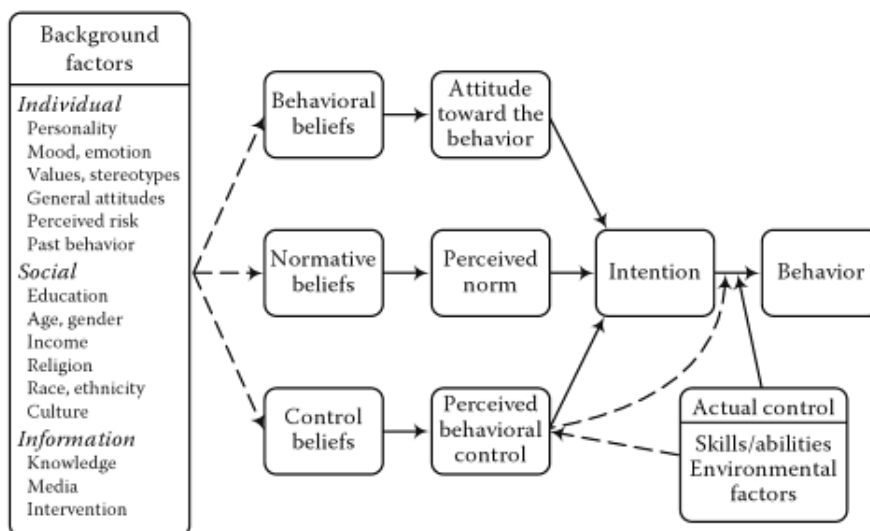 Background
factors
Individual
Personality
Mood, emotion
Values, stereotypes
General attitudes
Perceived risk
Past behavior
Social
Education
Age, gender
Income
Religion
Race, ethnicity
Culture
Information
Knowledge
Media
Intervention
Behavioral
beliefs
Attitude
toward the
behavior
Normative
beliefs
Perceived
norm
Intention
Behavior
Control
beliefs
Perceived
behavioral
control
Actual control
Skills/abilities
Environmental
factors